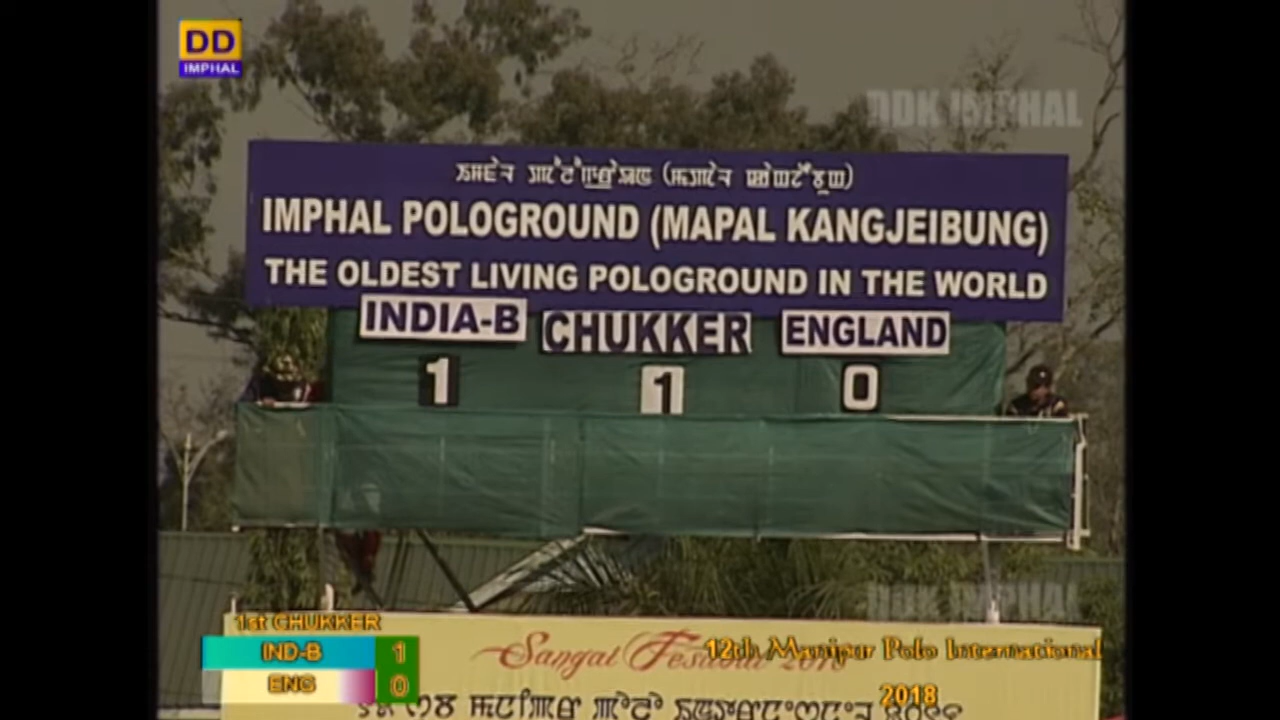 DD
IMPHAL
DDK IMPHAL
IMPHAL POLOGROUND (MAPAL KANGJEIBUNG)
THE OLDEST LIVING POLOGROUND IN THE WORLD
INDIA-B CHUKKER ENGLAND
1 1 0
DDK IMPHAL
1st CHUKKER
IND-B 1
ENG 0
Sangai Festival
12th Manipur Polo International
2018